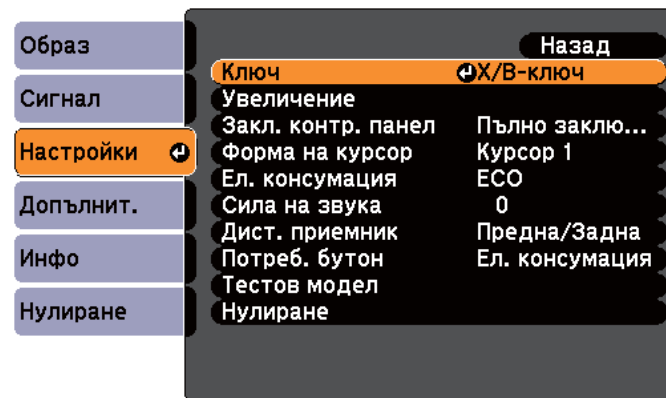 Образ
Сигнал
Настройки
Допълнит.
Инфо
Нулиране
Назад
Ключ Х/В-ключ
Увеличение
Закл. контр. панел Пълно заклю...
Форма на курсор Курсор 1
Ел. консумация ECO
Сила на звука 0
Дист. приемник Предна/Задна
Потреб. бутон Ел. консумация
Тестов модел
Нулиране